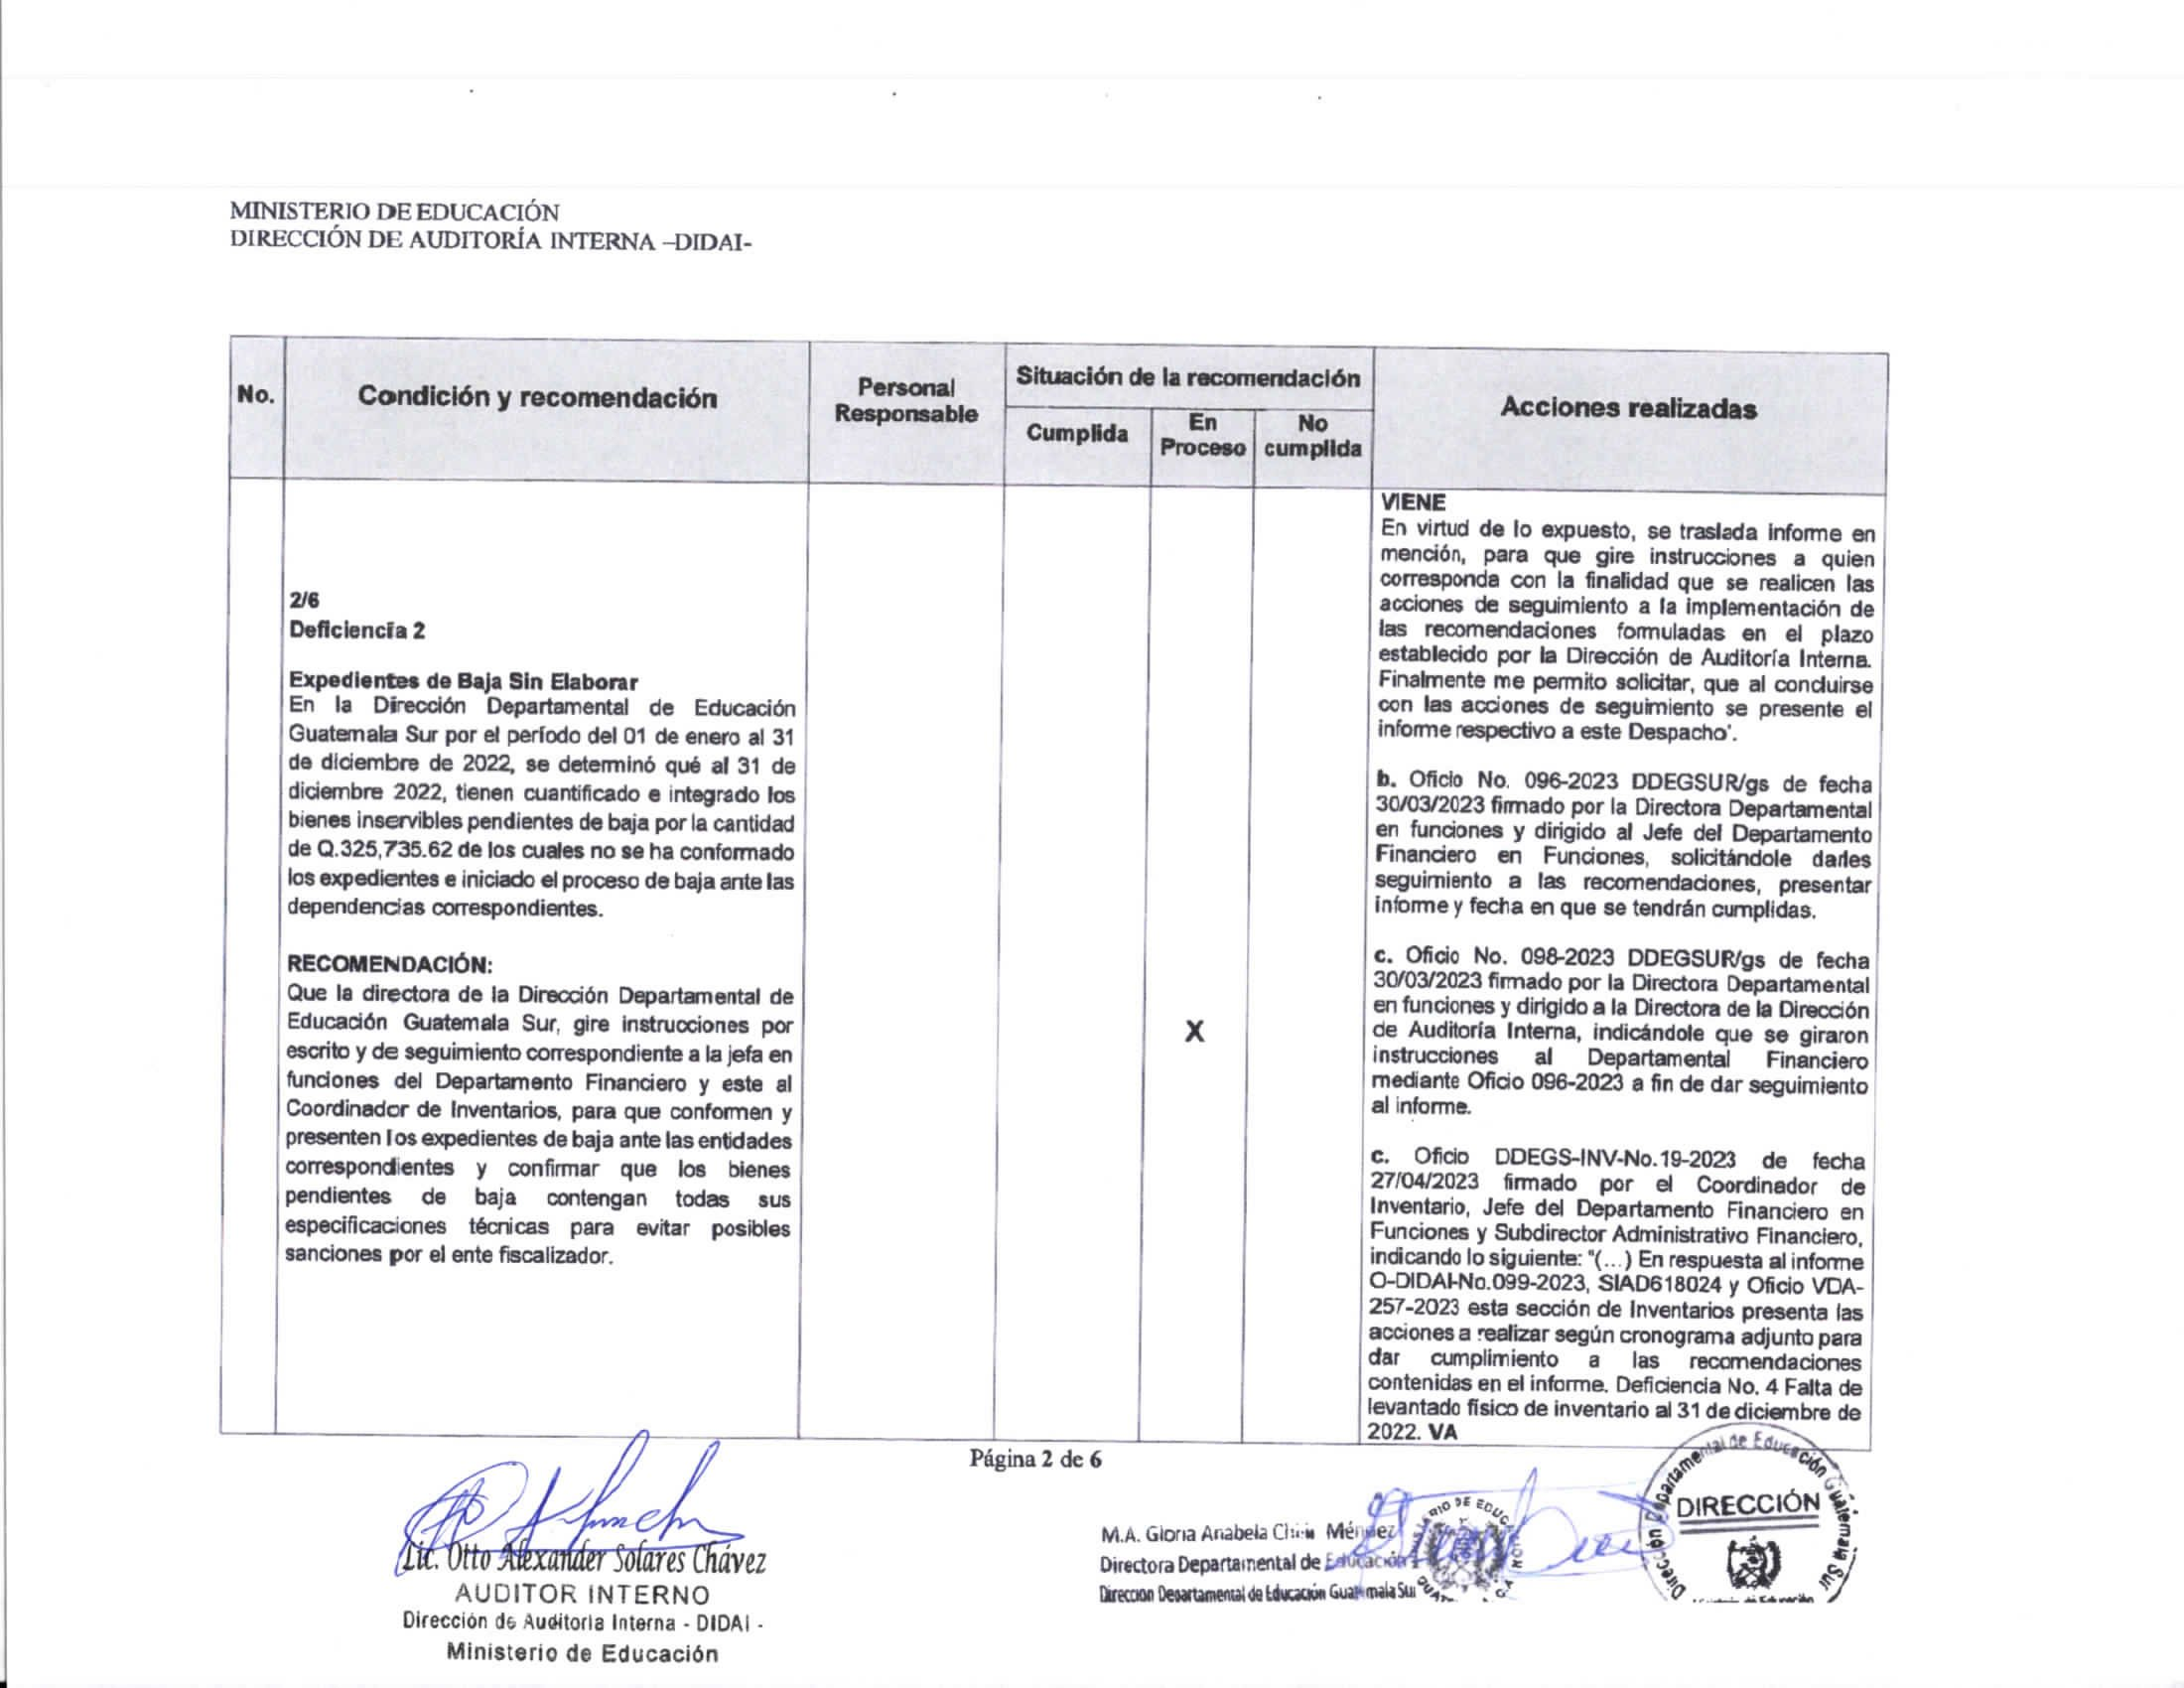 MINISTERIO DE EDUCACIÓN
DIRECCIÓN DE AUDITORÍA INTERNA –DIDAI-
No.
Condición y recomendación
Personal
Responsable
Situación de la recomendación
Cumplida
En
Proceso
No
cumplida
Acciones realizadas
2/6
Deficiencia 2
Expedientes de Baja Sin Elaborar
En la Dirección Departamental de Educación
Guatemala Sur por el período del 01 de enero al 31
de diciembre de 2022, se determinó qué al 31 de
diciembre 2022, tienen cuantificado e integrado los
bienes inservibles pendientes de baja por la cantidad
de Q.325,735.62 de los cuales no se ha conformado
los expedientes e iniciado el proceso de baja ante las
dependencias correspondientes.
RECOMENDACIÓN:
Que la directora de la Dirección Departamental de
Educación Guatemala Sur, gire instrucciones por
escrito y de seguimiento correspondiente a la jefa en
funciones del Departamento Financiero y este al
Coordinador de Inventarios, para que conformen y
presenten los expedientes de baja ante las entidades
correspondientes y confirmar que los bienes
pendientes de baja contengan todas sus
especificaciones técnicas para evitar posibles
sanciones por el ente fiscalizador.
X
VIENE
En virtud de lo expuesto, se traslada informe en
mención, para que gire instrucciones a quien
corresponda con la finalidad que se realicen las
acciones de seguimiento a la implementación de
las recomendaciones formuladas en el plazo
establecido por la Dirección de Auditoría Interna.
Finalmente me permito solicitar, que al concluirse
con las acciones de seguimiento se presente el
informe respectivo a este Despacho'.
b. Oficio No. 096-2023 DDEGSUR/gs de fecha
30/03/2023 firmado por la Directora Departamental
en funciones y dirigido al Jefe del Departamento
Financiero en Funciones, solicitándole darles
seguimiento a las recomendaciones, presentar
informe y fecha en que se tendrán cumplidas.
c. Oficio No. 098-2023 DDEGSUR/gs de fecha
30/03/2023 firmado por la Directora Departamental
en funciones y dirigido a la Directora de la Dirección
de Auditoría Interna, indicándole que se giraron
instrucciones al Departamental Financiero
mediante Oficio 096-2023 a fin de dar seguimiento
al informe.
c. Oficio DDEGS-INV-No.19-2023 de fecha
27/04/2023 firmado por el Coordinador de
Inventario, Jefe del Departamento Financiero en
Funciones y Subdirector Administrativo Financiero,
indicando lo siguiente: "(...) En respuesta al informe
O-DIDAI-No.099-2023, SIAD618024 y Oficio VDA-
257-2023 esta sección de Inventarios presenta las
acciones a realizar según cronograma adjunto para
dar cumplimiento a las recomendaciones
contenidas en el informe. Deficiencia No. 4 Falta de
levantado físico de inventario al 31 de diciembre de
2022. VA
Página 2 de 6
Lic. Otto Alexander Solares Chávez
AUDITOR INTERNO
Dirección de Auditoria Interna - DIDAI -
Ministerio de Educación
M.A. Gloria Anabela Méndez
Directora Departamental de Educación
Dirección Departamental de Educación Guatemala Sur
Dirección Departamental de Educación Guatemala Sur
DIRECCIÓN